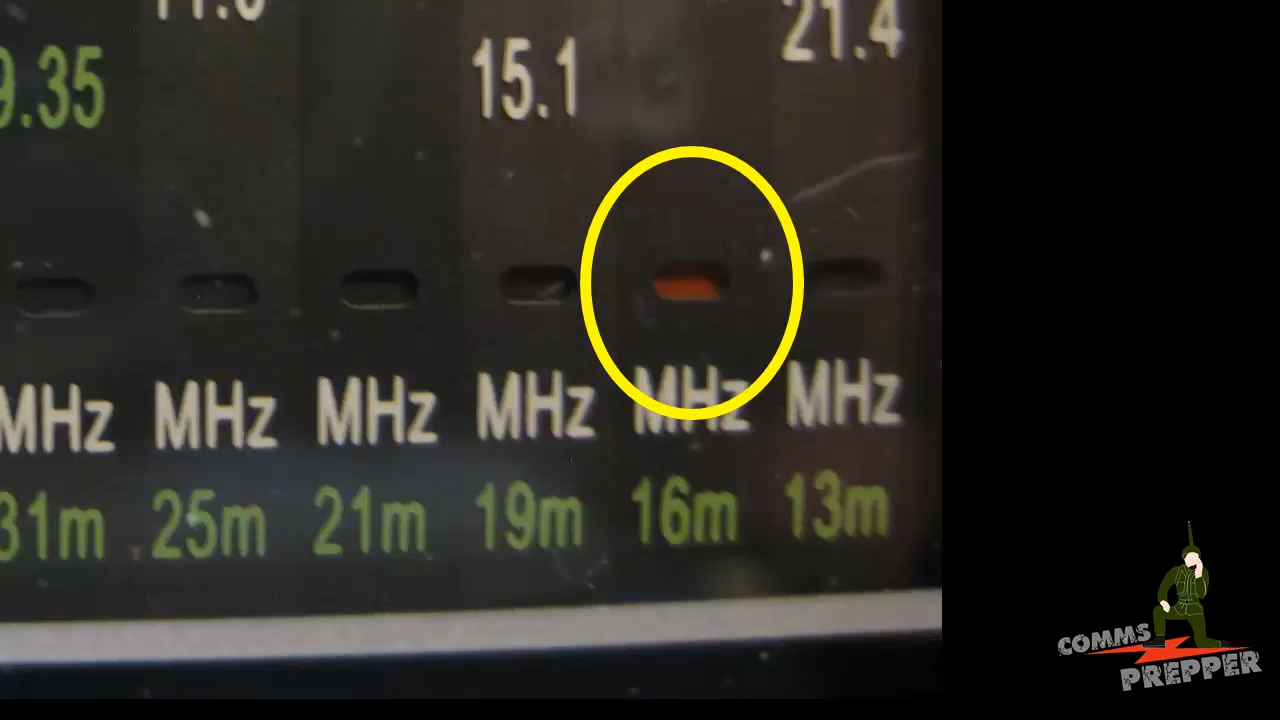 21.4
9.35 15.1
MHz MHz MHz MHz MHz MHz
31m 25m 21m 19m 16m 13m
COMMS
PREPPER